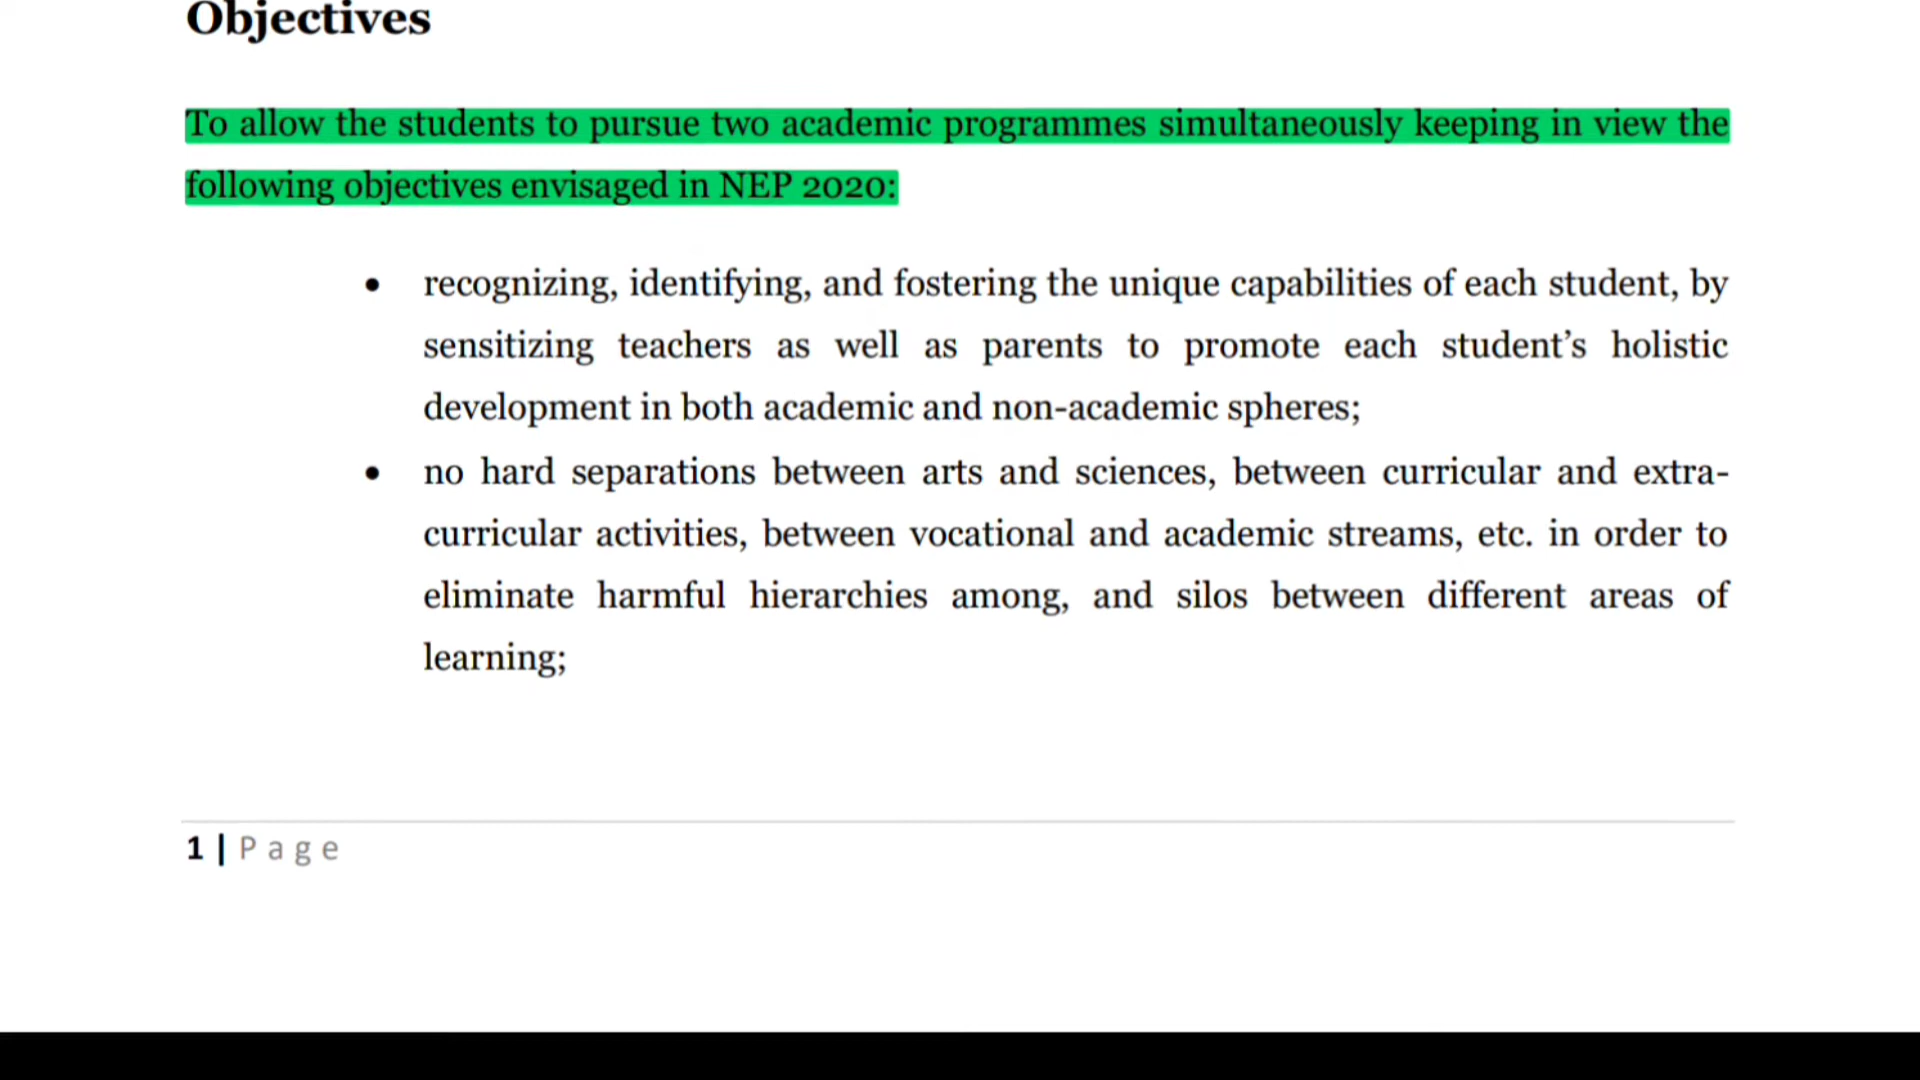 Objectives
To allow the students to pursue two academic programmes simultaneously keeping in view the
following objectives envisaged in NEP 2020:
• recognizing, identifying, and fostering the unique capabilities of each student, by
sensitizing teachers as well as parents to promote each student’s holistic
development in both academic and non-academic spheres;
• no hard separations between arts and sciences, between curricular and extra-
curricular activities, between vocational and academic streams, etc. in order to
eliminate harmful hierarchies among, and silos between different areas of
learning;
1 | Page